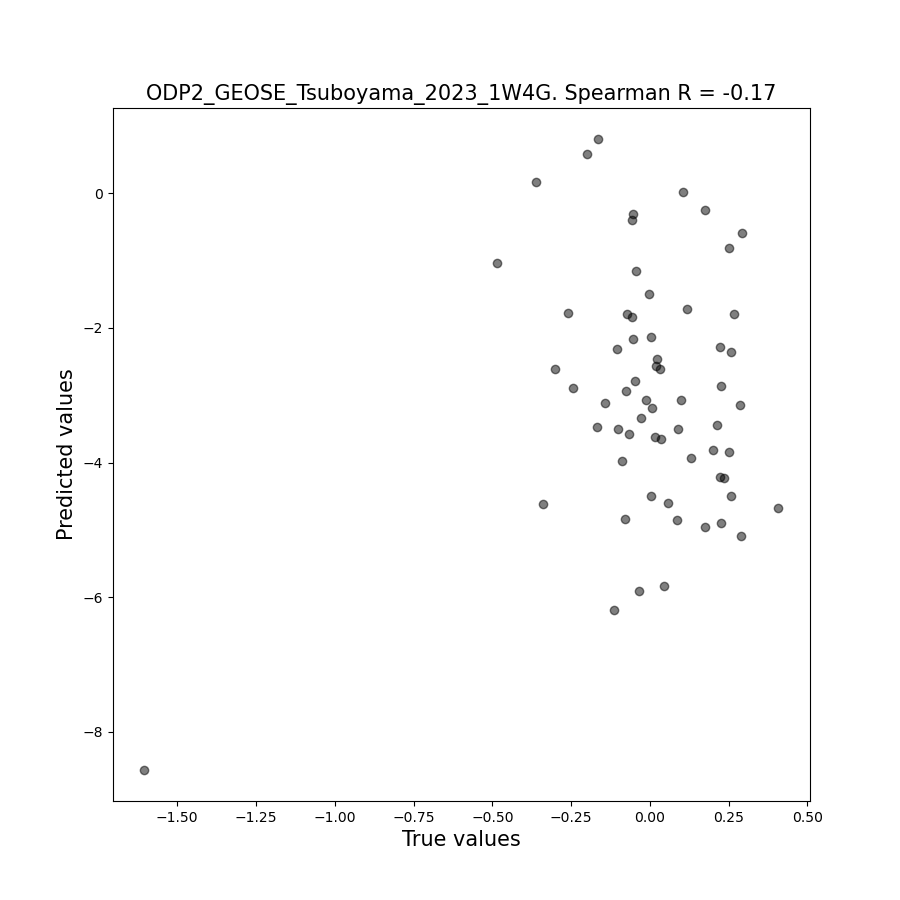 ODP2_GEOSE_Tsuboyama_2023_1W4G. Spearman R = -0.17
Predicted values
0
−2
−4
−6
−8
−1.50 −1.25 −1.00 −0.75 −0.50 −0.25 0.00 0.25 0.50
True values